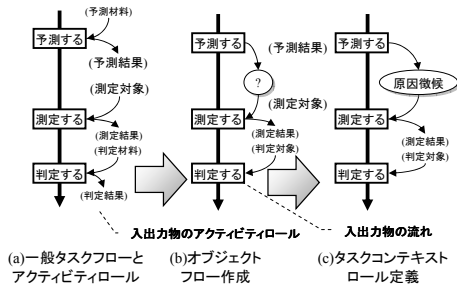 (予測材料)
予測する
(予測結果)
(測定対象)
測定する
(測定結果)
(判定材料)
判定する
(判定結果)
予測する
(予測結果)
?
(測定対象)
測定する
(測定結果)
(判定対象)
判定する
予測する
原因徴候
測定する
(測定結果)
(判定対象)
判定する
入出力物のアクティビティロール
入出力物の流れ
(a)一般タスクフローと
アクティビティロール
(b)オブジェクト
フロー作成
(c)タスクコンテキスト
ロール定義